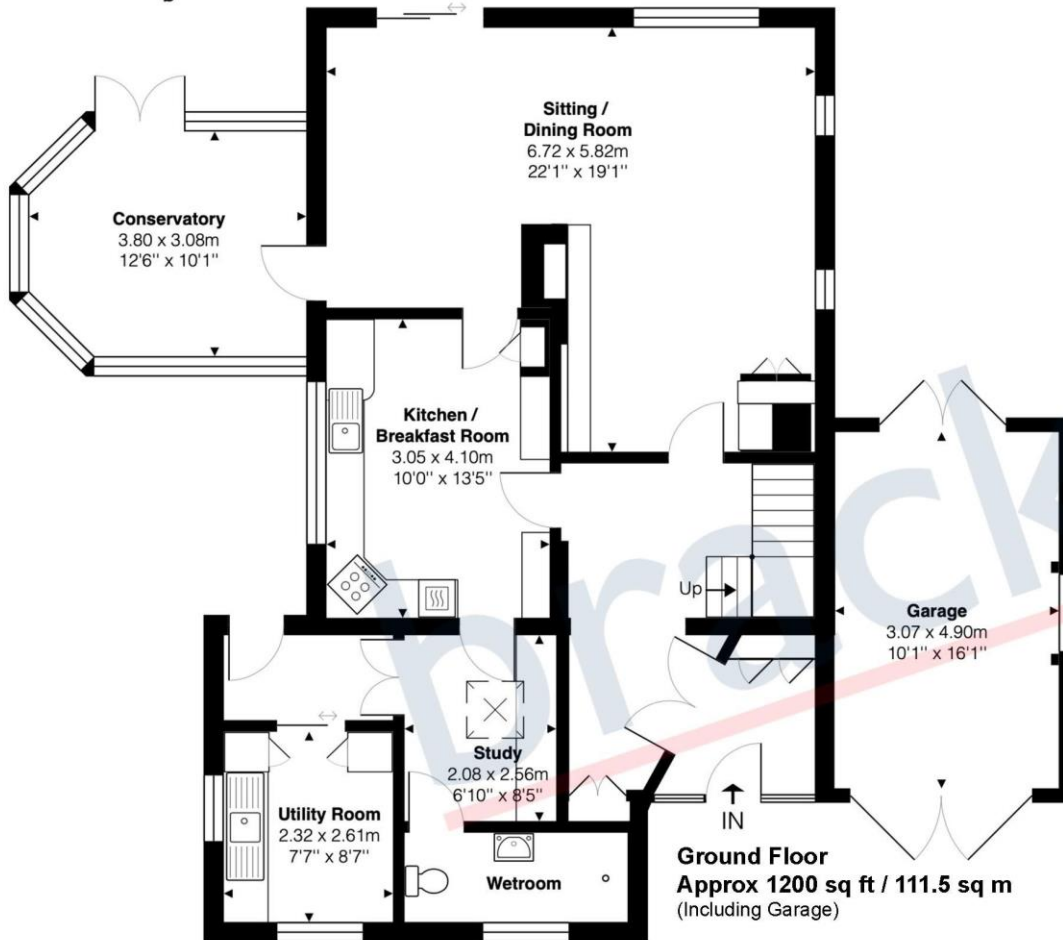 Sitting /
Dining Room
6.72 x 5.82m
22'1" x 19'1"
Conservatory
3.80 x 3.08m
12'6" x 10'1"
Kitchen /
Breakfast Room
3.05 x 4.10m
10'0" x 13'5"
Up
Garage
3.07 x 4.90m
10'1" x 16'1"
Study
2.08 x 2.56m
6'10" x 8'5"
Utility Room
2.32 x 2.61m
7'7" x 8'7"
Wetroom
IN
Ground Floor
Approx 1200 sq ft / 111.5 sq m
(Including Garage)
brack